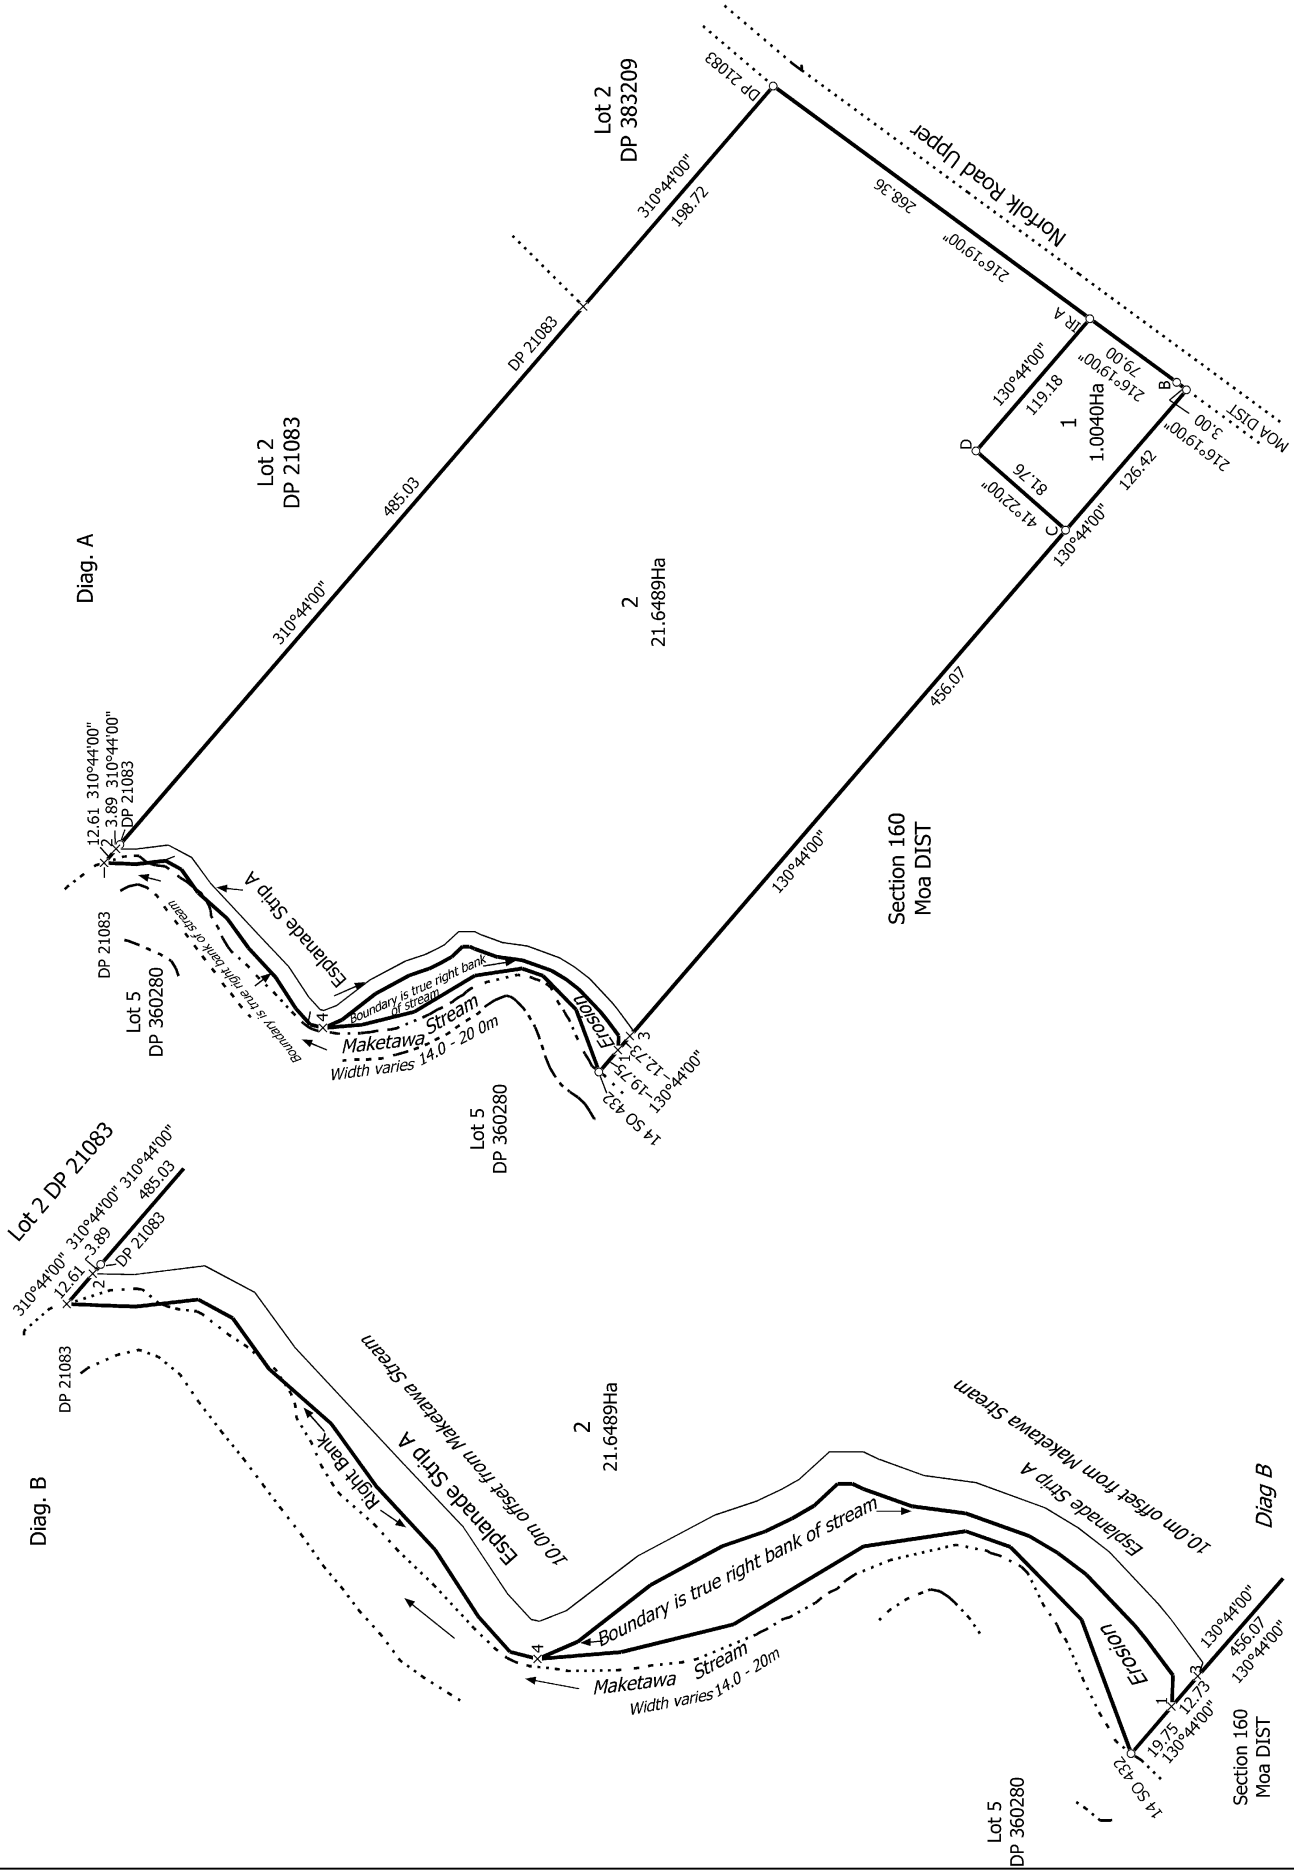 Diag. A
Lot 2
DP 21083
Lot 2
DP 383209
DP 21083
310°44'00"
198.72
DP 21083
485.03
310°44'00"
12.61 310°44'00"
2 3.89 310°44'00"
DP 21083
DP 21083
Lot 5
DP 360280
Boundary is true right bank of stream
Esplanade Strip A
4
Boundary is true right bank
of stream
Maketawa Stream
Width varies 14.0 - 20 0m
Erosion
Lot 5
DP 360280
14 SO 432
1
19.75
12.73
3
130°44'00"
2
21.6489Ha
Norfolk Road Upper
268.36
216°19'00"
IR A
130°44'00"
119.18
216°19'00"
79.00
D
1
1.0040Ha
B
81.76
41°22'00"
C
3.00
216°19'00"
MOA DIST
126.42
130°44'00"
456.07
130°44'00"
Section 160
Moa DIST
Diag. B
Lot 2 DP 21083
310°44'00" 310°44'00" 310°44'00"
12.61 3.89 485.03
2
DP 21083
DP 21083
Right Bank
Esplanade Strip A
10.0m offset from Maketawa Stream
2
21.6489Ha
4
Boundary is true right bank of stream
Maketawa Stream
Width varies 14.0 - 20m
Esplanade Strip A
10.0m offset from Maketawa Stream
Erosion
Diag B
14 SO 432
1
3
19.75
12.73
130°44'00"
130°44'00"
456.07
130°44'00"
Lot 5
DP 360280
Section 160
Moa DIST